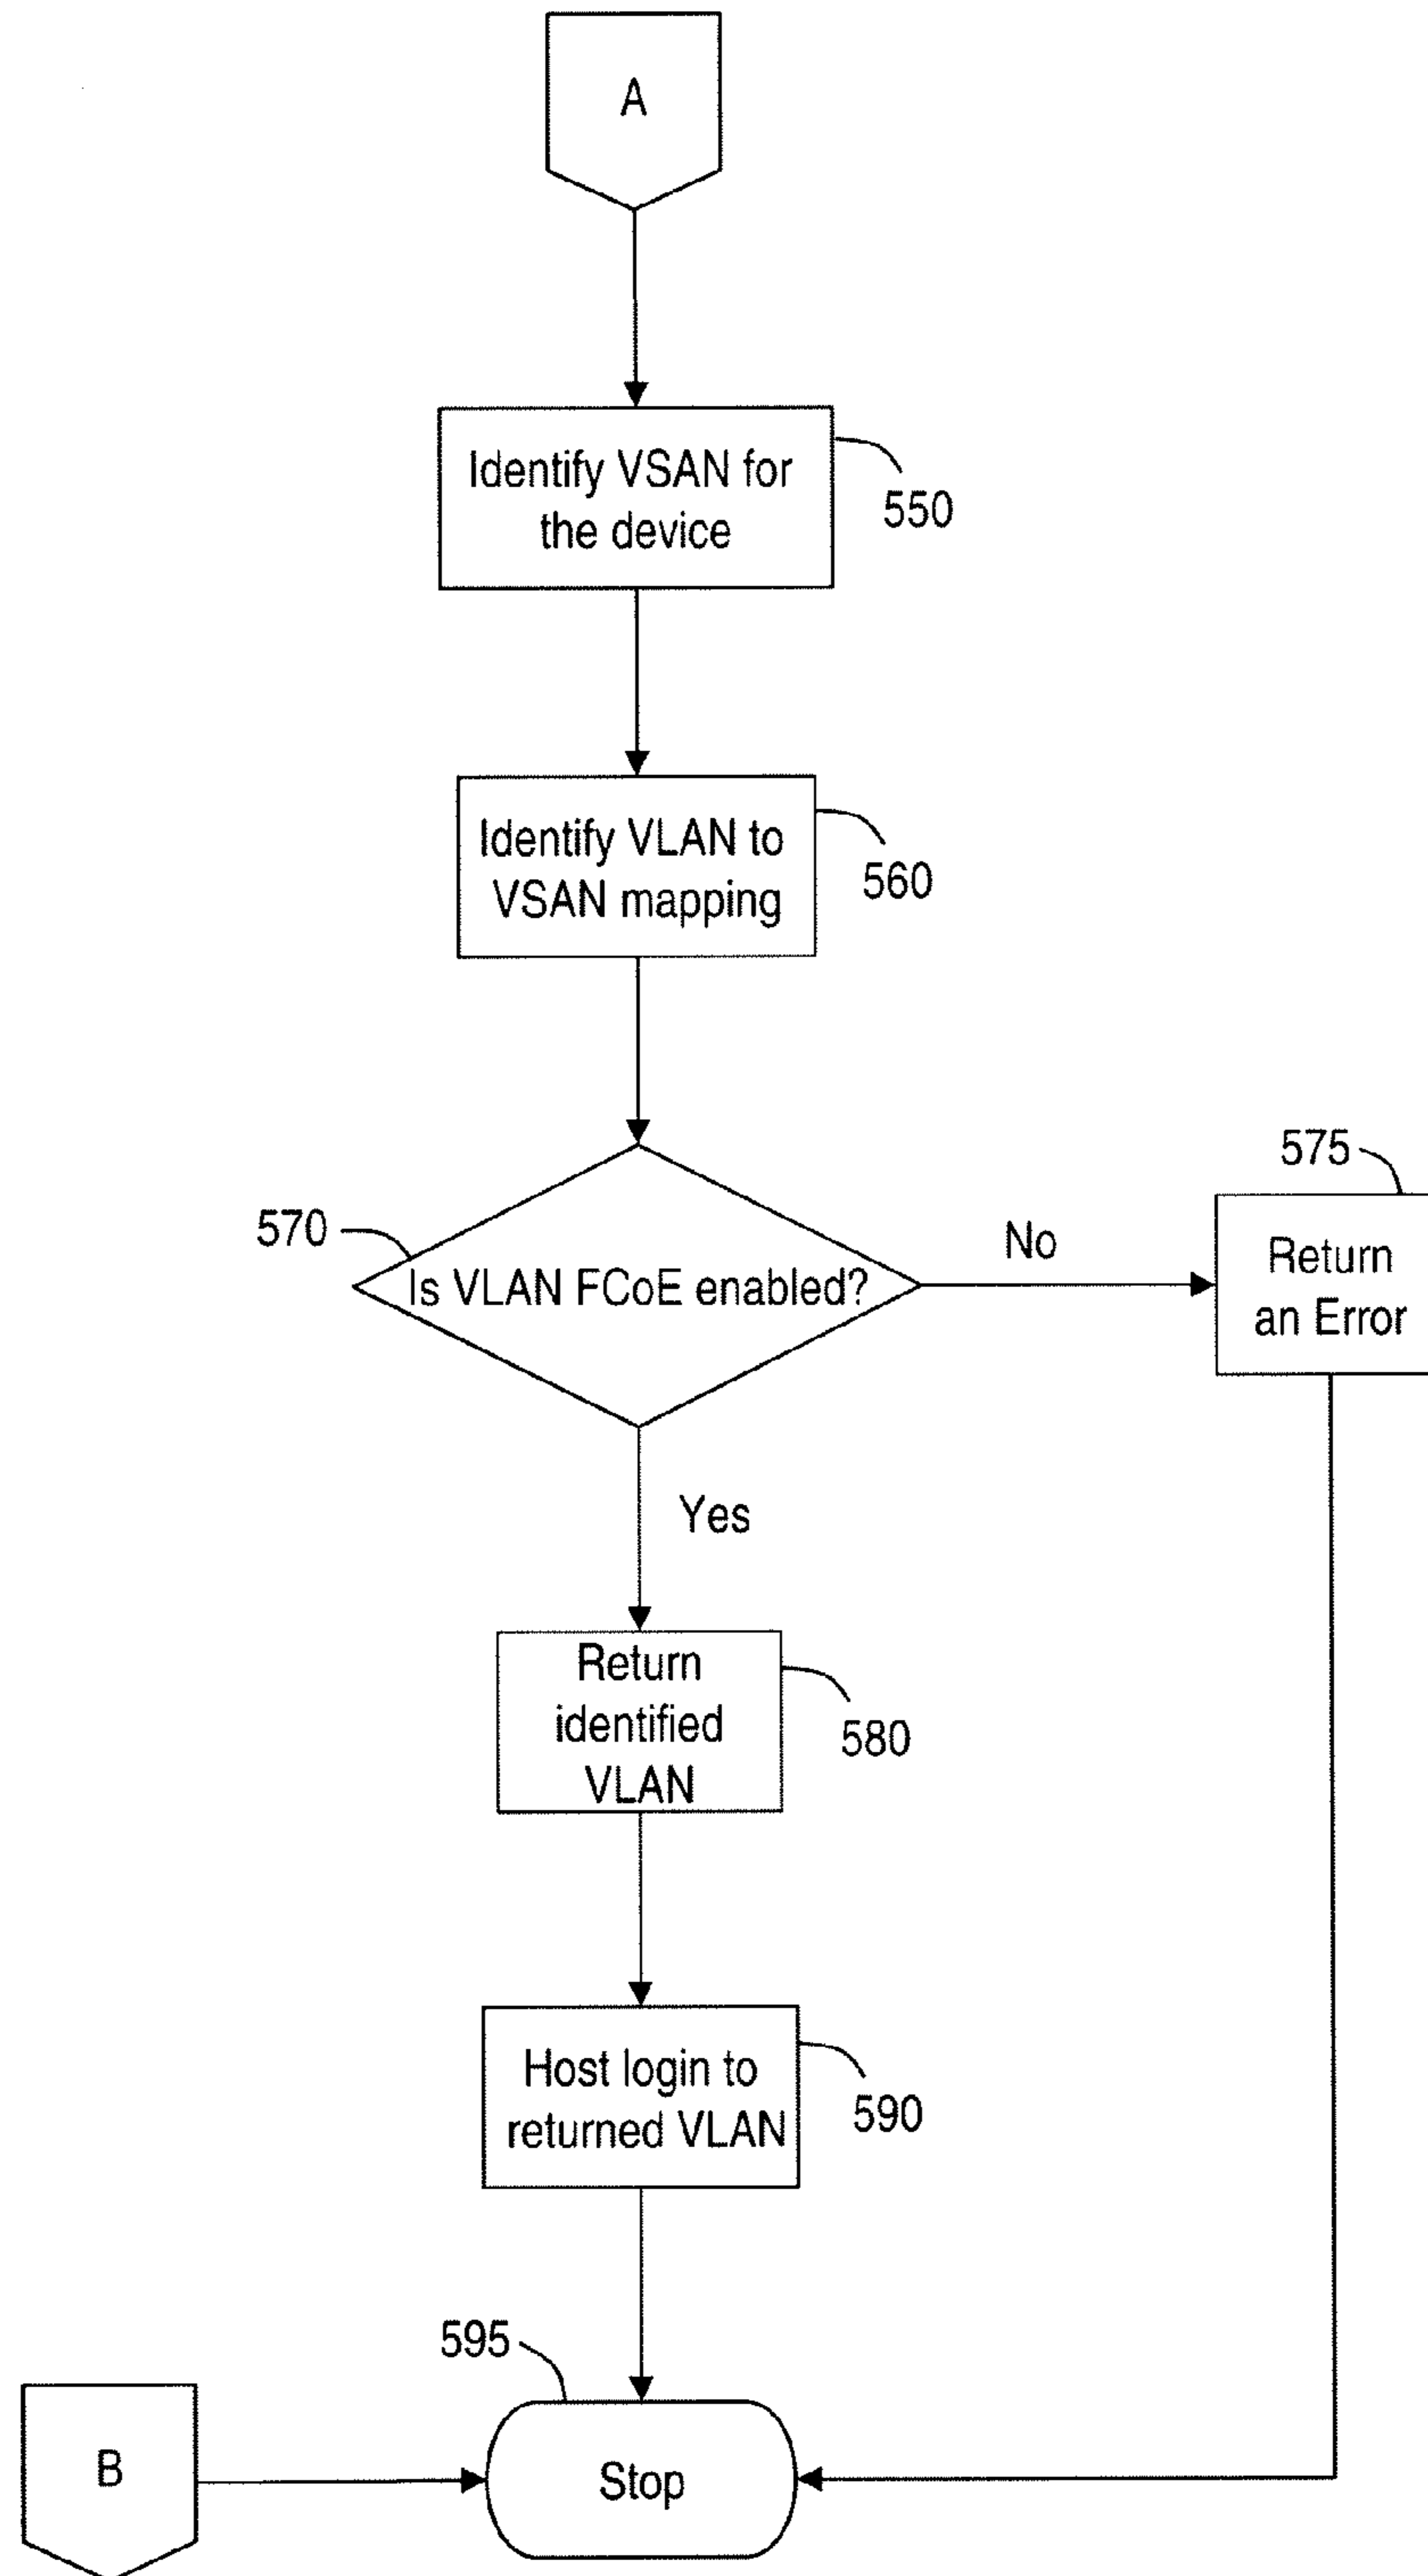 A
Identify VSAN for
the device
550
Identify VLAN to
VSAN mapping
560
570
Is VLAN FCoE enabled?
No
575
Return
an Error
Yes
Return
identified
VLAN
580
Host login to
returned VLAN
590
595
B
Stop